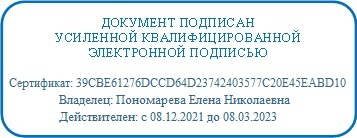 ДОКУМЕНТ ПОДПИСАН
УСИЛЕННОЙ КВАЛИФИЦИРОВАННОЙ
ЭЛЕКТРОННОЙ ПОДПИСЬЮ
Сертификат: 39CBE61276DCCD64D23742403577C20E45EABD10
Владелец: Пономарева Елена Николаевна
Действителен: с 08.12.2021 до 08.03.2023